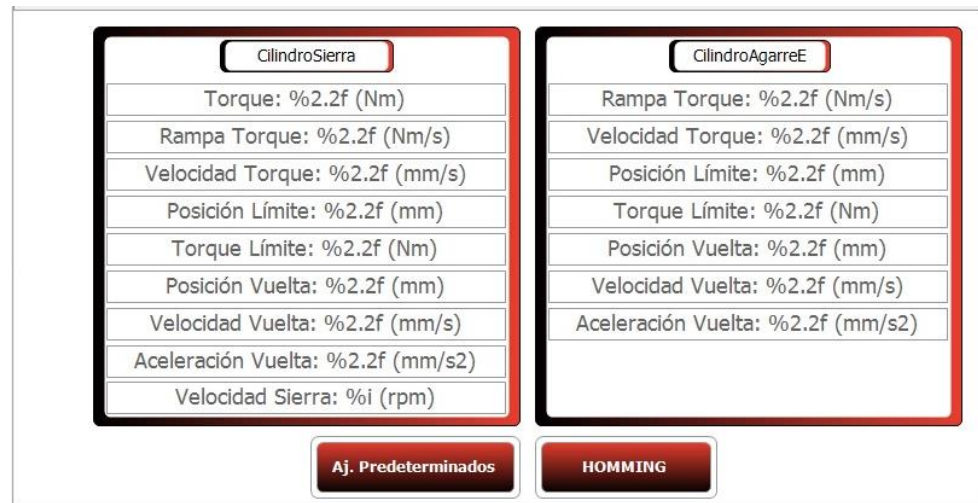 CilindroSierra
Torque: %2.2f (Nm)
Rampa Torque: %2.2f (Nm/s)
Velocidad Torque: %2.2f (mm/s)
Posición Límite: %2.2f (mm)
Torque Límite: %2.2f (Nm)
Posición Vuelta: %2.2f (mm)
Velocidad Vuelta: %2.2f (mm/s)
Aceleración Vuelta: %2.2f (mm/s2)
Velocidad Sierra: %i (rpm)
CilindroAgarreE
Rampa Torque: %2.2f (Nm/s)
Velocidad Torque: %2.2f (mm/s)
Posición Límite: %2.2f (mm)
Torque Límite: %2.2f (Nm)
Posición Vuelta: %2.2f (mm)
Velocidad Vuelta: %2.2f (mm/s)
Aceleración Vuelta: %2.2f (mm/s2)
Aj. Predeterminados
HOMMING